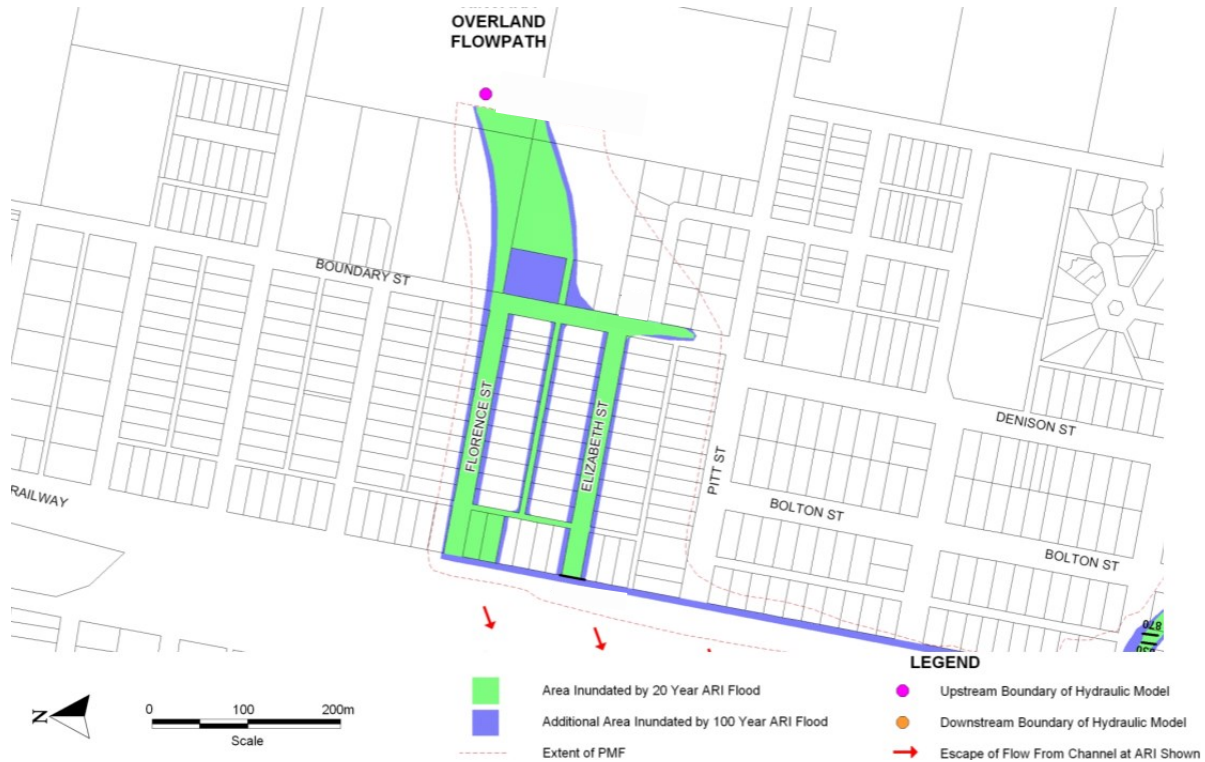 OVERLAND
FLOWPATH
BOUNDARY ST
FLORENCE ST
ELIZABETH ST
PITT ST
DENISON ST
BOLTON ST
BOLTON ST
RAILWAY
870
N
0 100 200m
Scale
LEGEND
Area Inundated by 20 Year ARI Flood
Additional Area Inundated by 100 Year ARI Flood
Extent of PMF
Upstream Boundary of Hydraulic Model
Downstream Boundary of Hydraulic Model
Escape of Flow From Channel at ARI Shown